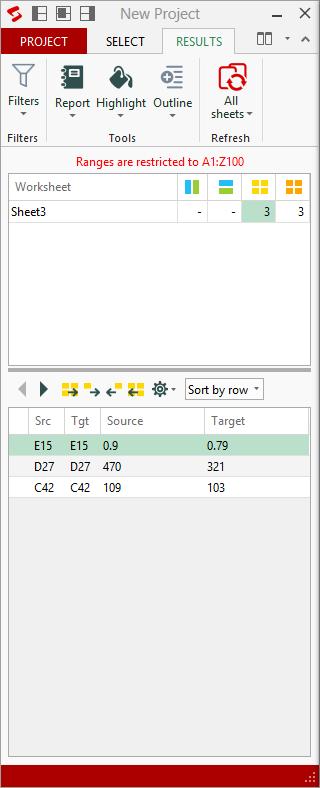 New Project
PROJECT SELECT RESULTS
Filters Report Highlight Outline All sheets
Filters Tools Refresh
Ranges are restricted to A1:Z100
Worksheet
Sheet3 - - 3 3
Sort by row
Src Tgt Source Target
E15 E15 0.9 0.79
D27 D27 470 321
C42 C42 109 103